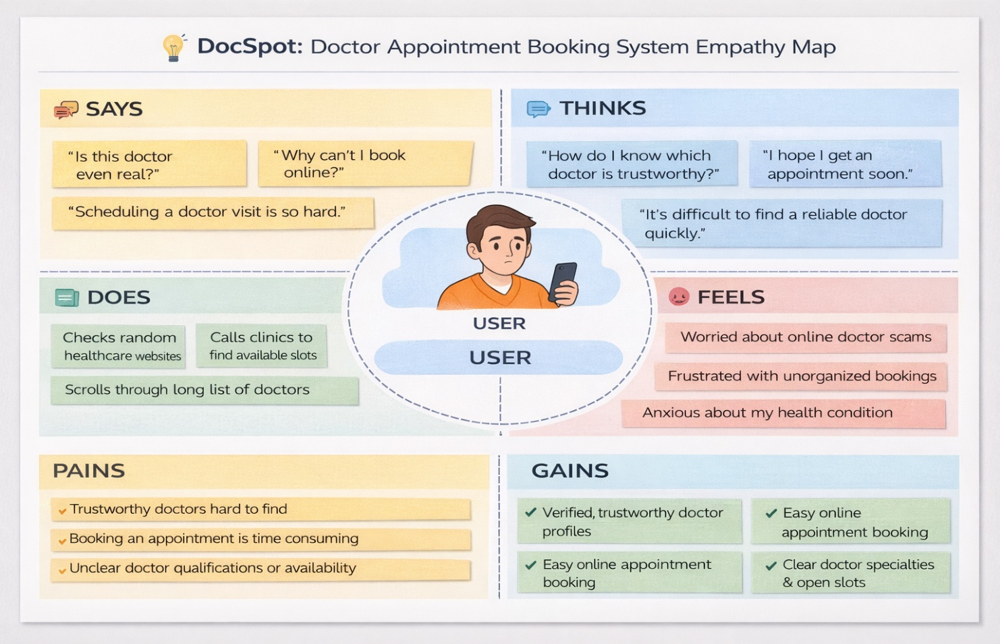 DocSpot: Doctor Appointment Booking System Empathy Map
SAYS
“Is this doctor
even real?”
“Why can’t I book
online?”
“Scheduling a doctor visit is so hard.”
THINKS
“How do I know which
doctor is trustworthy?”
“I hope I get an
appointment soon.”
“It’s difficult to find a reliable doctor
quickly.”
USER
USER
DOES
Checks random
healthcare websites
Calls clinics to
find available slots
Scrolls through long list of doctors
FEELS
Worried about online doctor scams
Frustrated with unorganized bookings
Anxious about my health condition
PAINS
Trustworthy doctors hard to find
Booking an appointment is time consuming
Unclear doctor qualifications or availability
GAINS
Verified, trustworthy doctor
profiles
Easy online
appointment booking
Easy online appointment
booking
Clear doctor specialties
& open slots